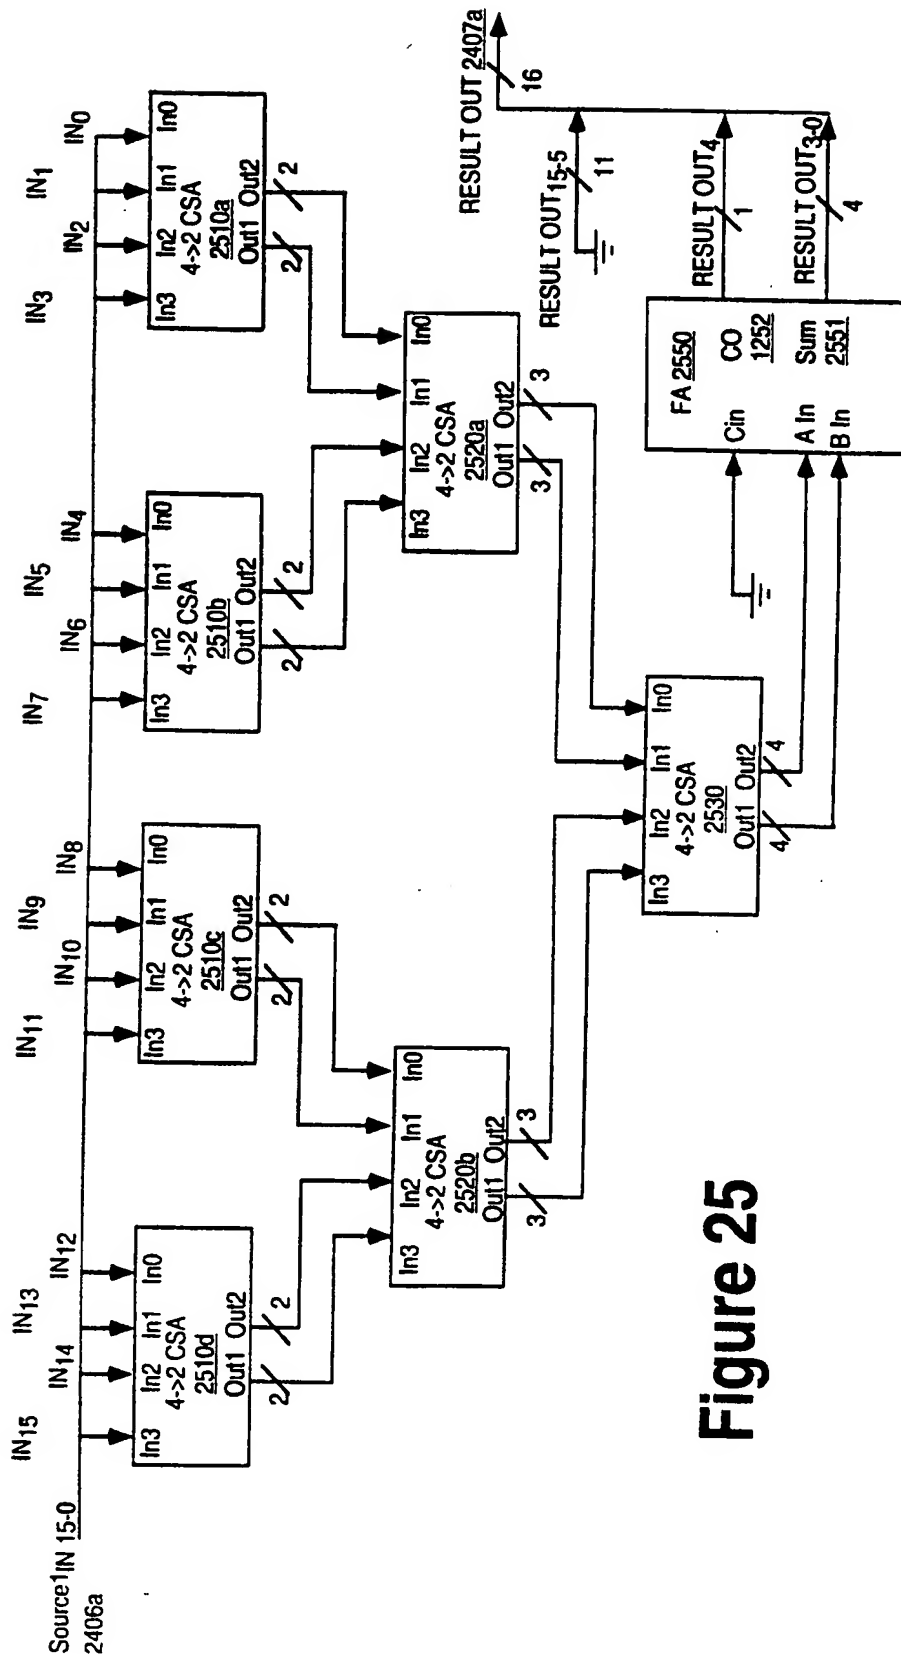 Source1IN 15-0
2406a
IN15 IN14 IN13 IN12
IN11 IN10 IN9 IN8
IN7 IN6 IN5 IN4
IN3 IN2 IN1 IN0
In3 In2 In1 In0
4->2 CSA
2510d
Out1 Out2
2 2
In3 In2 In1 In0
4->2 CSA
2510c
Out1 Out2
2 2
In3 In2 In1 In0
4->2 CSA
2510b
Out1 Out2
2 2
In3 In2 In1 In0
4->2 CSA
2510a
Out1 Out2
2 2
In3 In2 In1 In0
4->2 CSA
2520b
Out1 Out2
3 3
In3 In2 In1 In0
4->2 CSA
2520a
Out1 Out2
3 3
In3 In2 In1 In0
4->2 CSA
2530
Out1 Out2
4 4
FA 2550
Cin
CO
1252
A In
Sum
2551
B In
RESULT OUT 2407a
16
RESULT OUT15-5
11
RESULT OUT4
1
RESULT OUT3-0
4
Figure 25